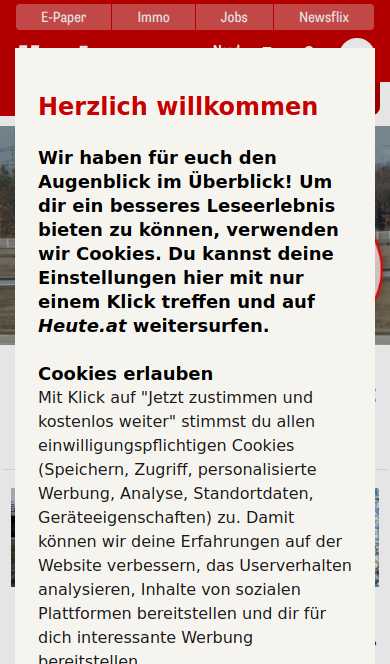 E-Paper Immo Jobs Newsflix
Herzlich willkommen
Wir haben für euch den
Augenblick im Überblick! Um
dir ein besseres Leseerlebnis
bieten zu können, verwenden
wir Cookies. Du kannst deine
Einstellungen hier mit nur
einem Klick treffen und auf
Heute.at weitersurfen.
Cookies erlauben
Mit Klick auf "Jetzt zustimmen und
kostenlos weiter" stimmst du allen
einwilligungspflichtigen Cookies
(Speichern, Zugriff, personalisierte
Werbung, Analyse, Standortdaten,
Geräteeigenschaften) zu. Damit
können wir deine Erfahrungen auf der
Website verbessern, das Userverhalten
analysieren, Inhalte von sozialen
Plattformen bereitstellen und dir für
dich interessante Werbung
bereitstellen